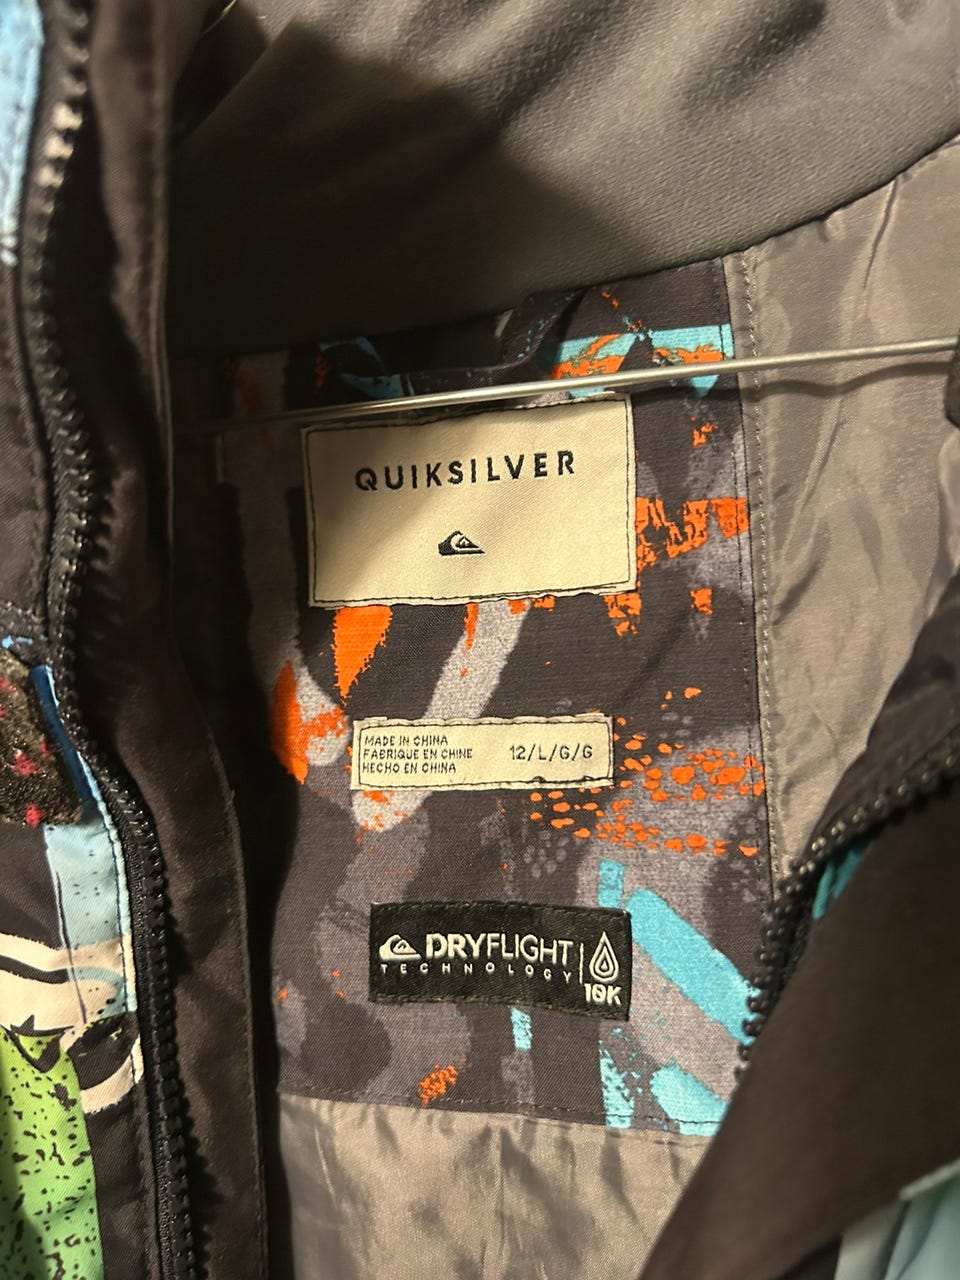 QUIKSILVER
MADE IN CHINA
FABRIQUE EN CHINE
HECHO EN CHINA
12/L/G/G
DRYFLIGHT
TECHNOLOGY
10K